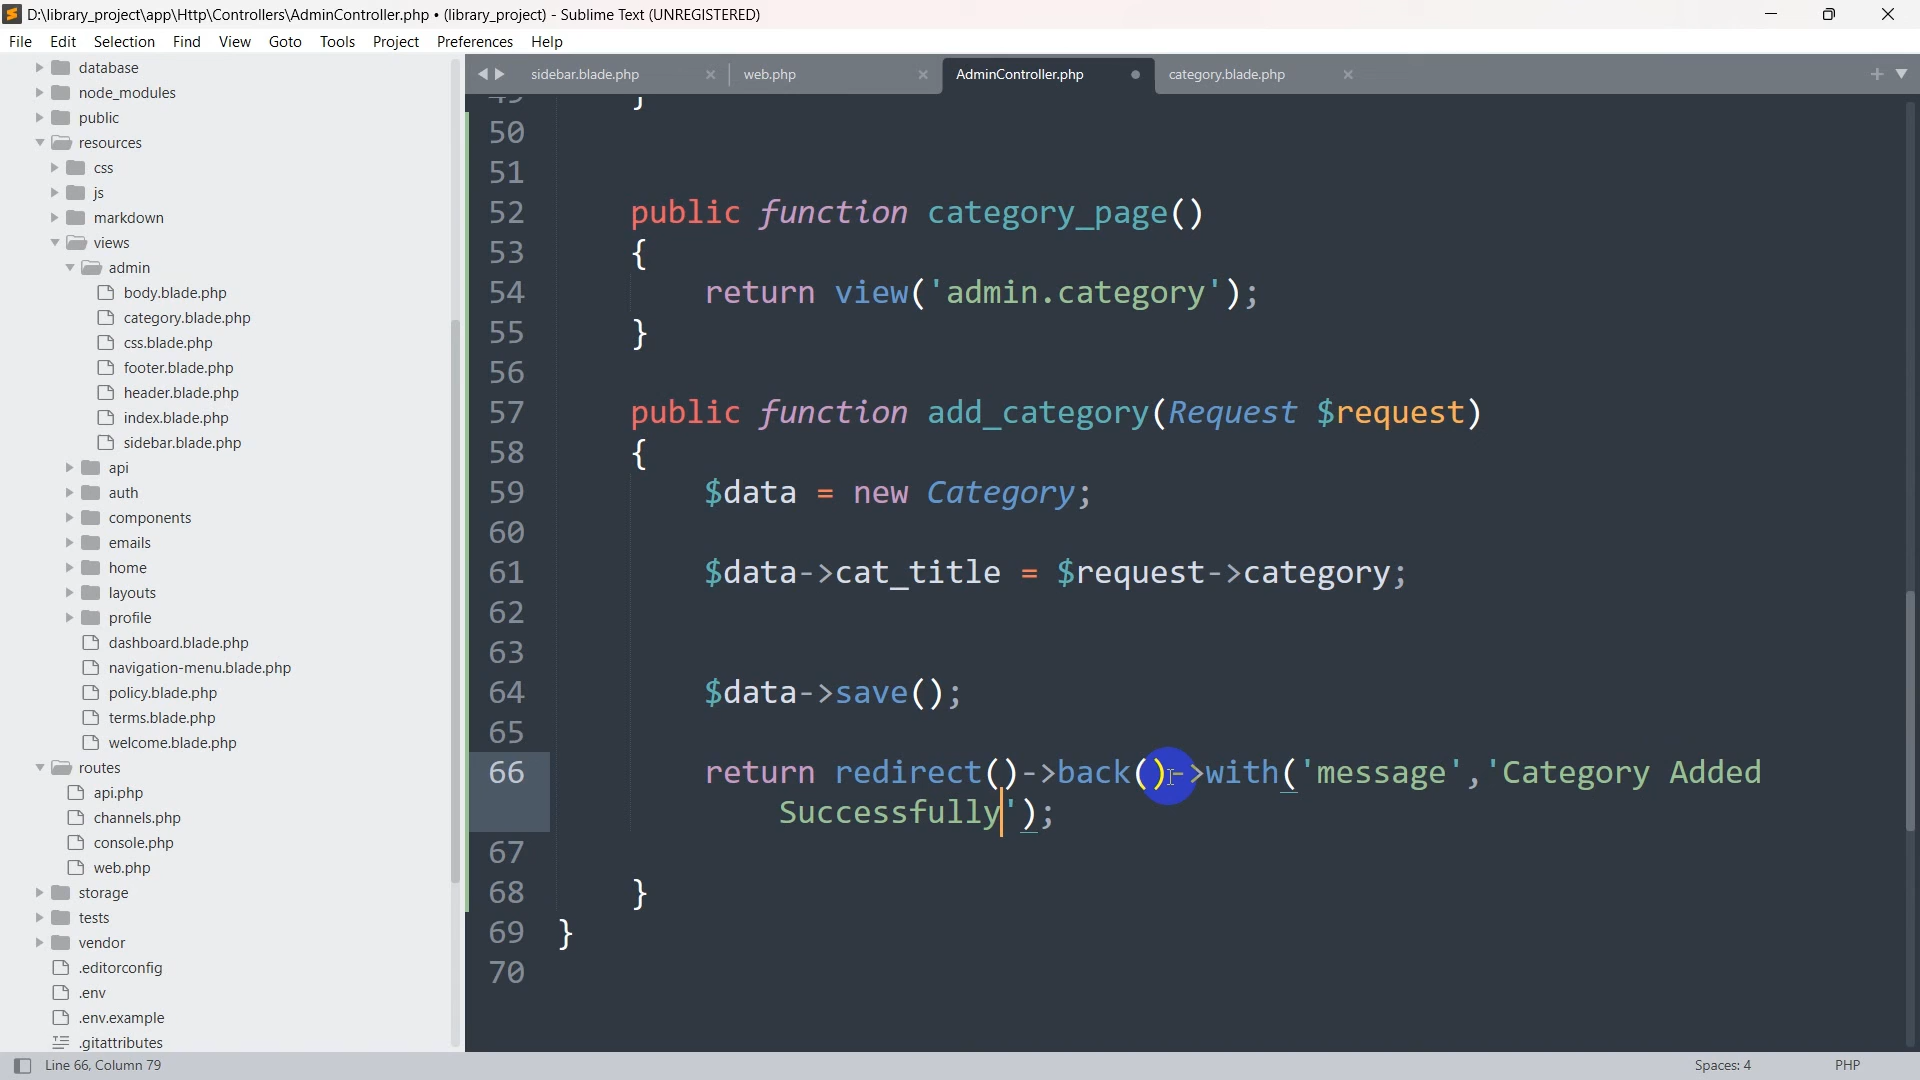 D:\library_project\app\Http\Controllers\AdminController.php • (library_project) - Sublime Text (UNREGISTERED)
File Edit Selection Find View Goto Tools Project Preferences Help
database
node_modules
public
resources
css
js
markdown
views
admin
body.blade.php
category.blade.php
css.blade.php
footer.blade.php
header.blade.php
index.blade.php
sidebar.blade.php
api
auth
components
emails
home
layouts
profile
dashboard.blade.php
navigation-menu.blade.php
policy.blade.php
terms.blade.php
welcome.blade.php
routes
api.php
channels.php
console.php
web.php
storage
tests
vendor
.editorconfig
.env
.env.example
.gitattributes
sidebar.blade.php web.php AdminController.php category.blade.php
49 }
50
51
52 public function category_page()
53 {
54 return view('admin.category');
55 }
56
57 public function add_category(Request $request)
58 {
59 $data = new Category;
60
61 $data->cat_title = $request->category;
62
63
64 $data->save();
65
66 return redirect()->back()->with('message','Category Added
Successfully');
67
68 }
69 }
70
Line 66, Column 79 Spaces: 4 PHP